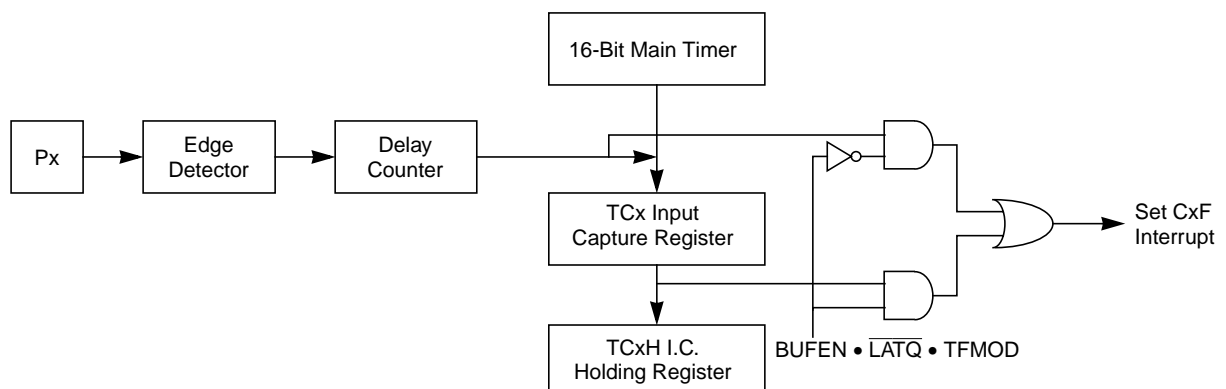 16-Bit Main Timer
Px
Edge
Detector
Delay
Counter
TCx Input
Capture Register
Set CxF
Interrupt
TCxH I.C.
Holding Register
BUFEN • L̅A̅T̅Q̅ • TFMOD